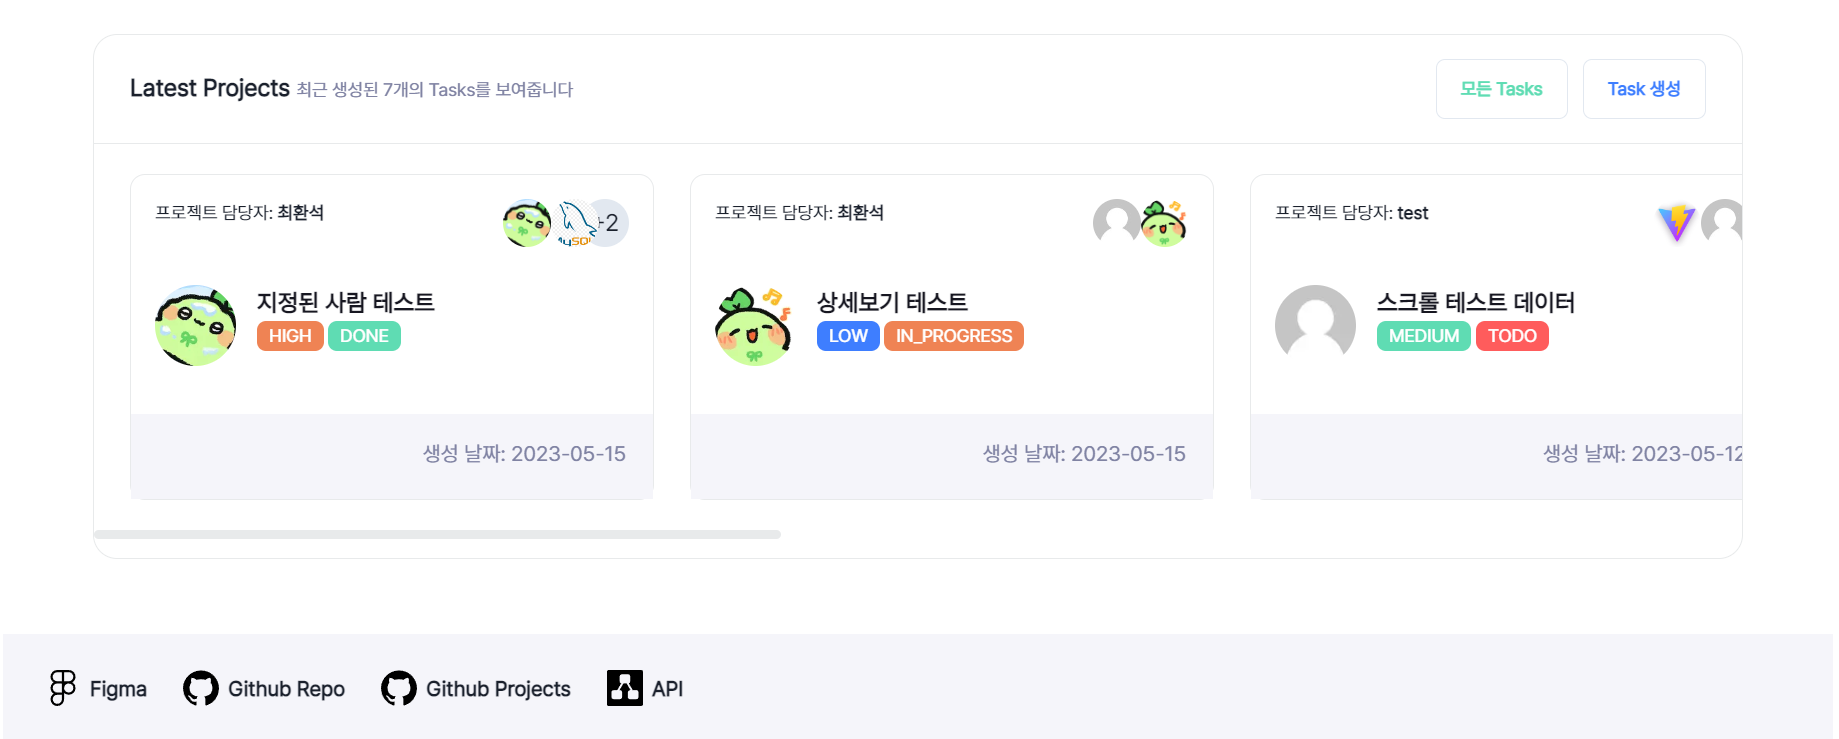 Latest Projects 최근 생성된 7개의 Tasks를 보여줍니다
모든 Tasks
Task 생성
프로젝트 담당자: 최환석
MySQL
+2
지정된 사람 테스트
HIGH DONE
생성 날짜: 2023-05-15
프로젝트 담당자: 최환석
상세보기 테스트
LOW IN_PROGRESS
생성 날짜: 2023-05-15
프로젝트 담당자: test
스크롤 테스트 데이터
MEDIUM TODO
생성 날짜: 2023-05-12
Figma
Github Repo
Github Projects
API